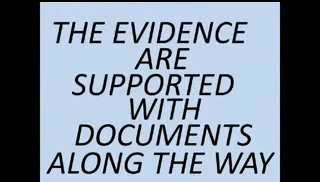 THE EVIDENCE
ARE
SUPPORTED
WITH
DOCUMENTS
ALONG THE WAY